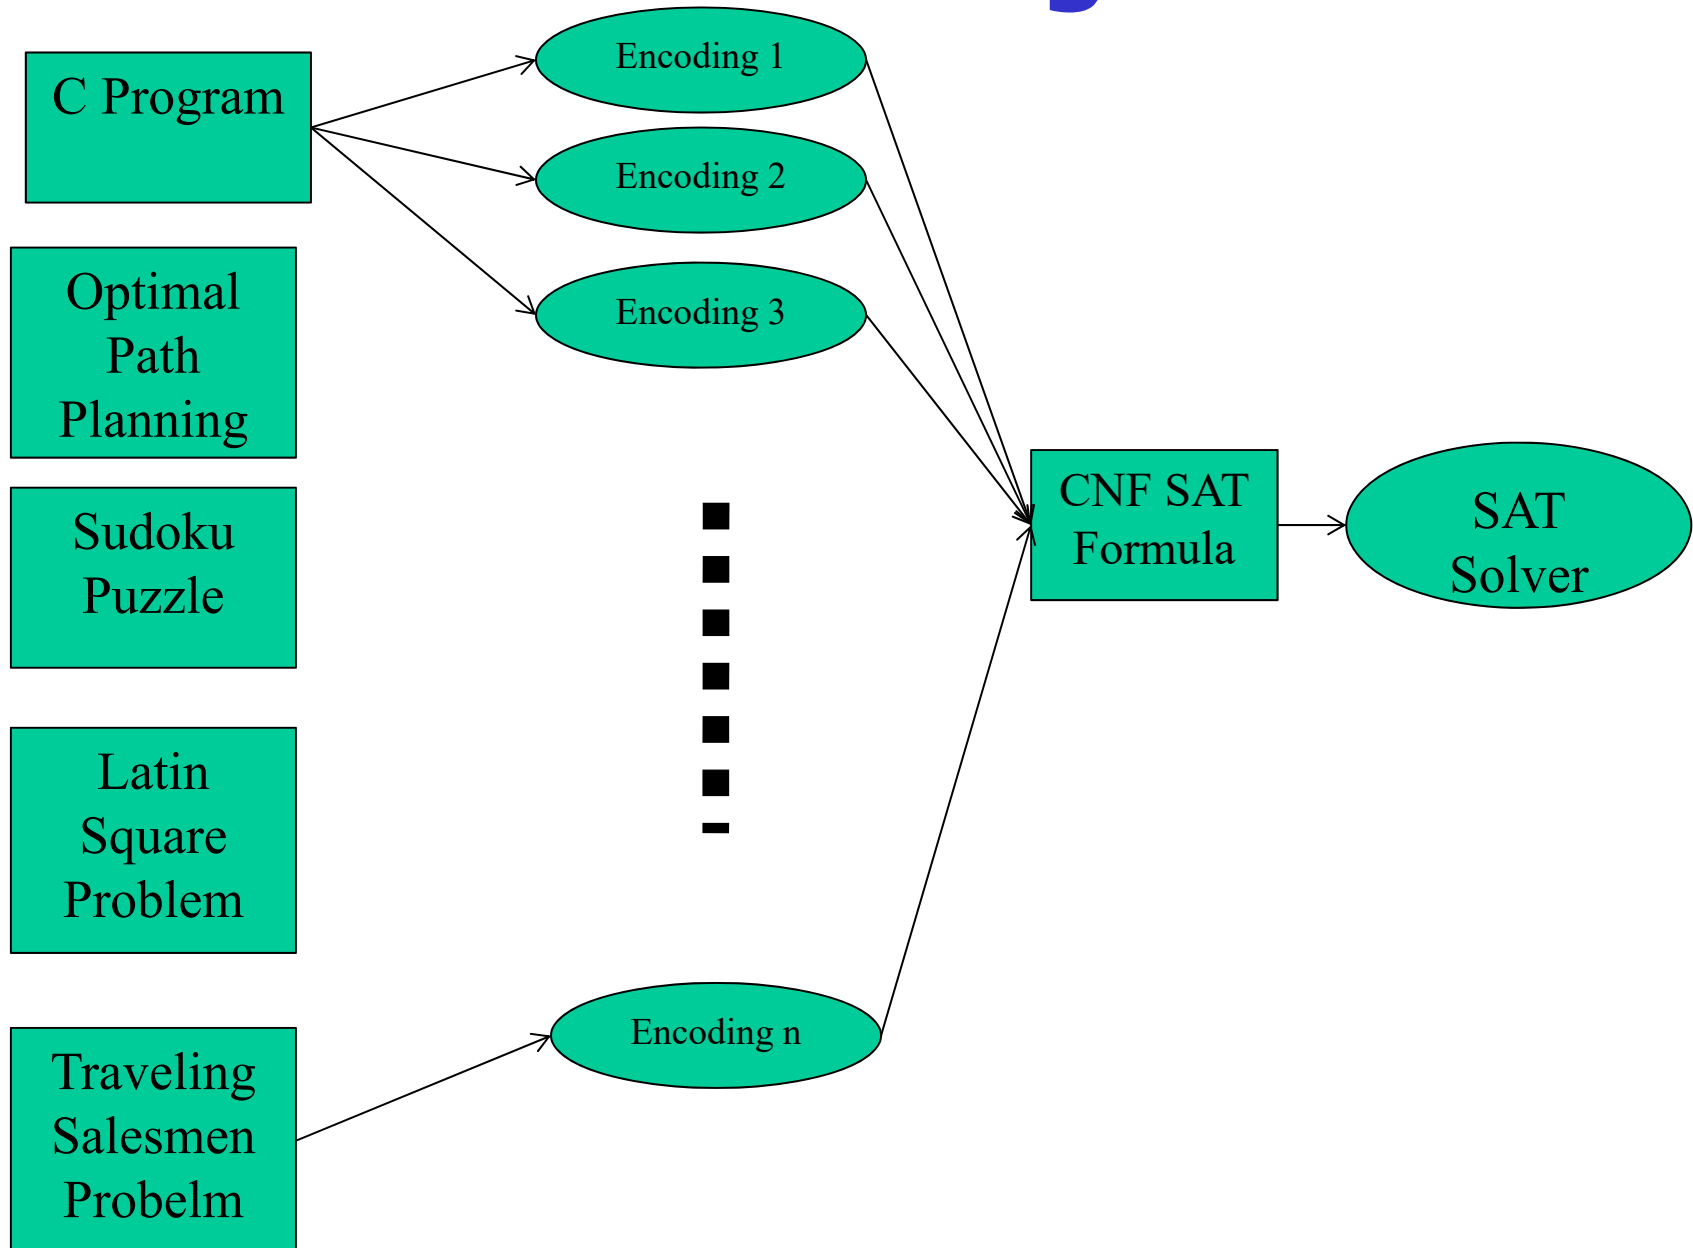 C Program
Encoding 1
Encoding 2
Encoding 3
Optimal
Path
Planning
Sudoku
Puzzle
CNF SAT
Formula
SAT
Solver
Latin
Square
Problem
Encoding n
Traveling
Salesmen
Probelm